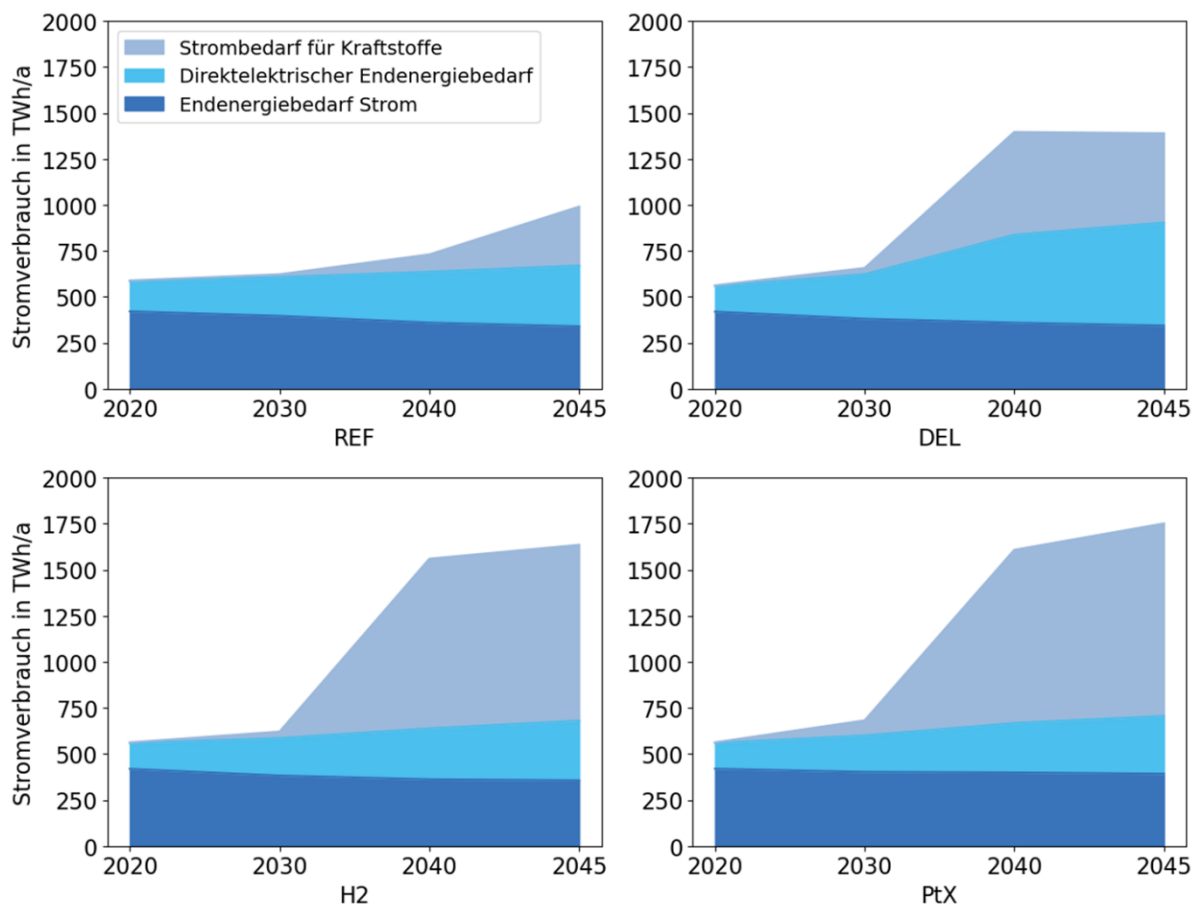 Stromverbrauch in TWh/a
2000
1750
1500
1250
1000
750
500
250
0
Strombedarf für Kraftstoffe
Direktelektrischer Endenergiebedarf
Endenergiebedarf Strom
2020 2030 2040 2045
REF
2000
1750
1500
1250
1000
750
500
250
0
2020 2030 2040 2045
DEL
Stromverbrauch in TWh/a
2000
1750
1500
1250
1000
750
500
250
0
2020 2030 2040 2045
H2
2000
1750
1500
1250
1000
750
500
250
0
2020 2030 2040 2045
PtX